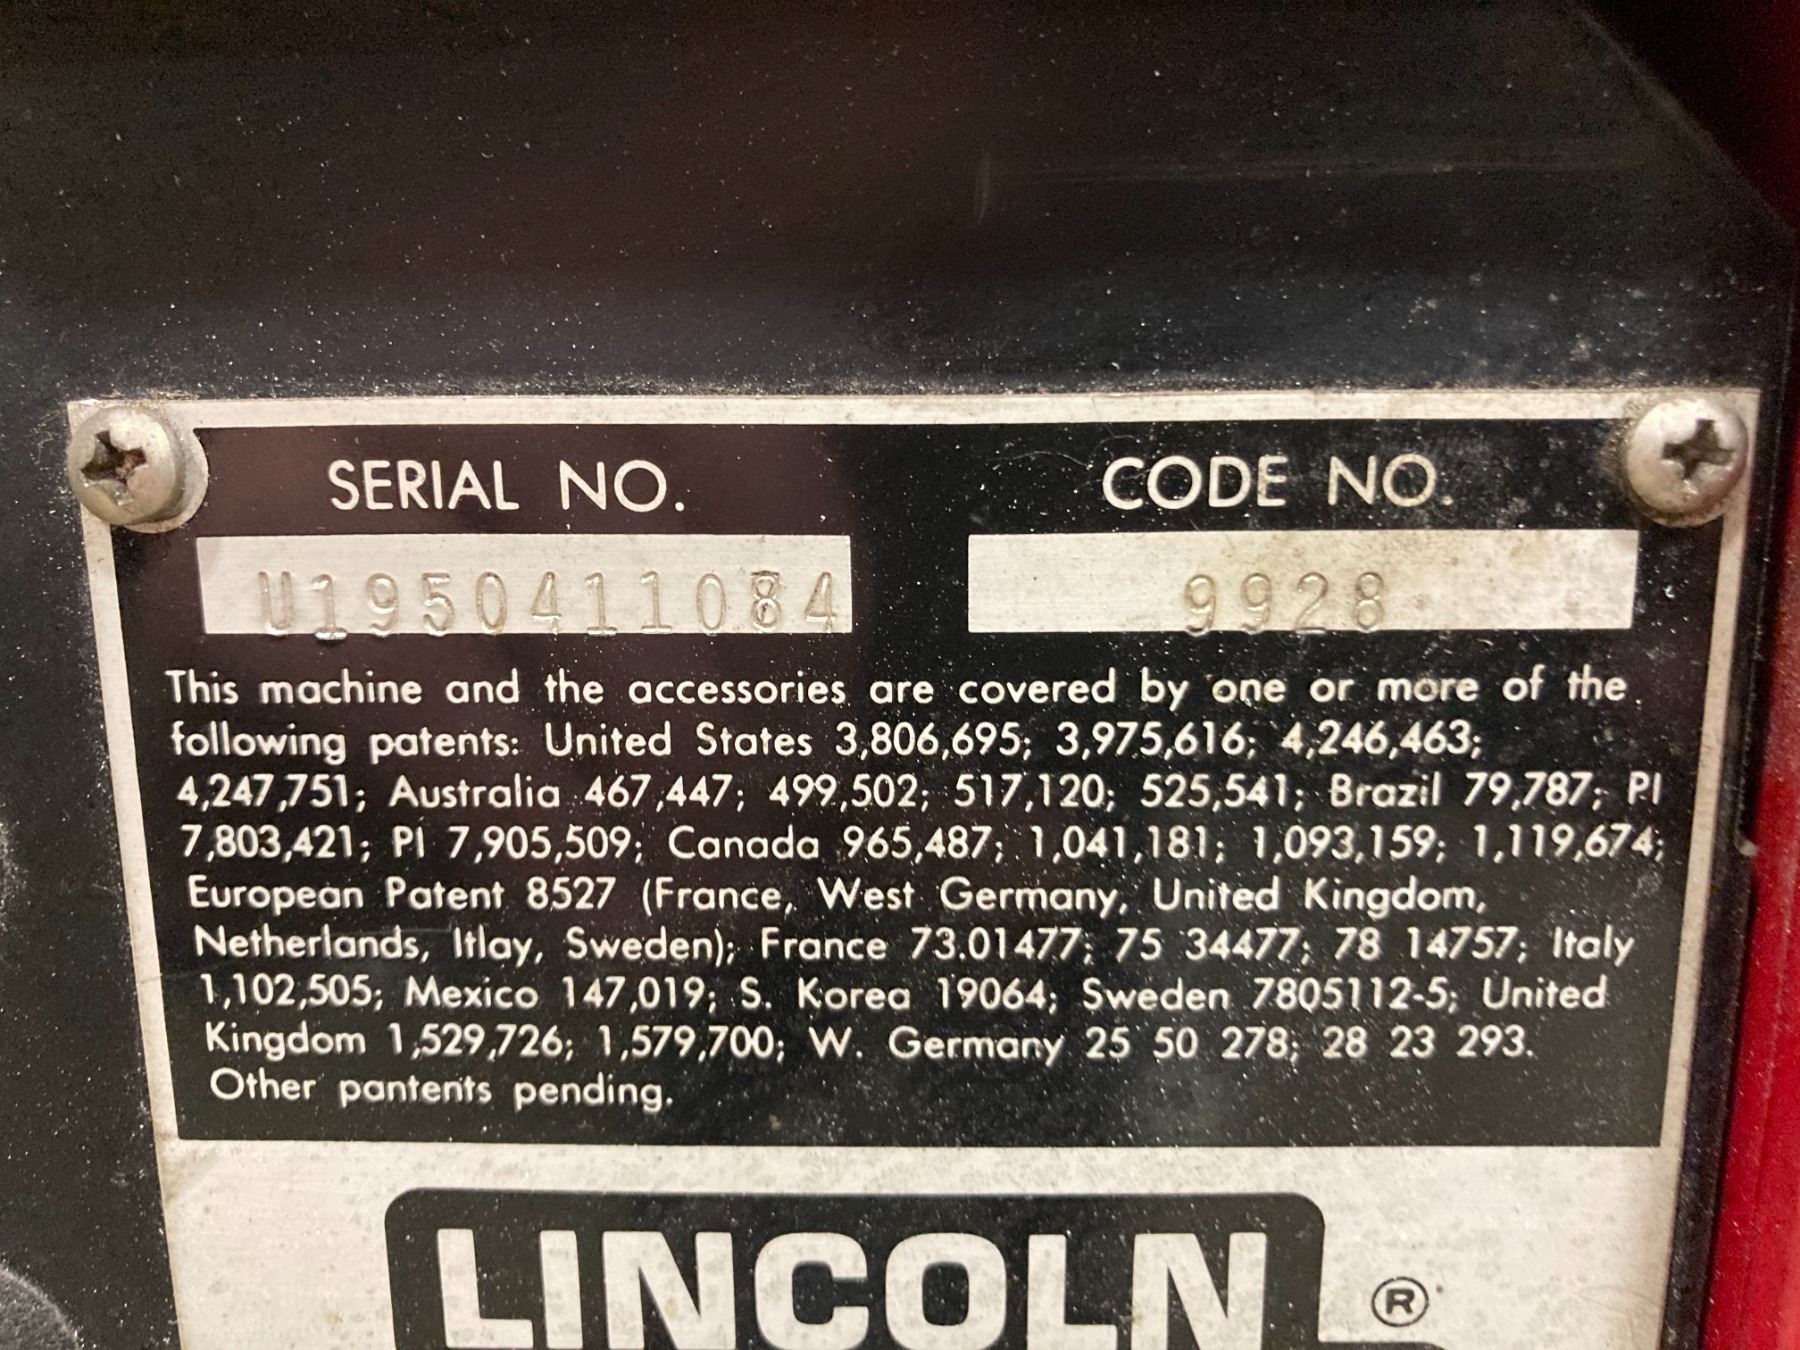 SERIAL NO. CODE NO.
U1950411084 9928
This machine and the accessories are covered by one or more of the
following patents: United States 3,806,695; 3,975,616; 4,246,463;
4,247,751; Australia 467,447; 499,502; 517,120; 525,541; Brazil 79,787; PI
7,803,421; PI 7,905,509; Canada 965,487; 1,041,181; 1,093,159; 1,119,674;
European Patent 8527 (France, West Germany, United Kingdom,
Netherlands, Itlay, Sweden); France 73.01477; 75 34477; 78 14757; Italy
1,102,505; Mexico 147,019; S. Korea 19064; Sweden 7805112-5; United
Kingdom 1,529,726; 1,579,700; W. Germany 25 50 278; 28 23 293.
Other pantents pending.
LINCOLN ®